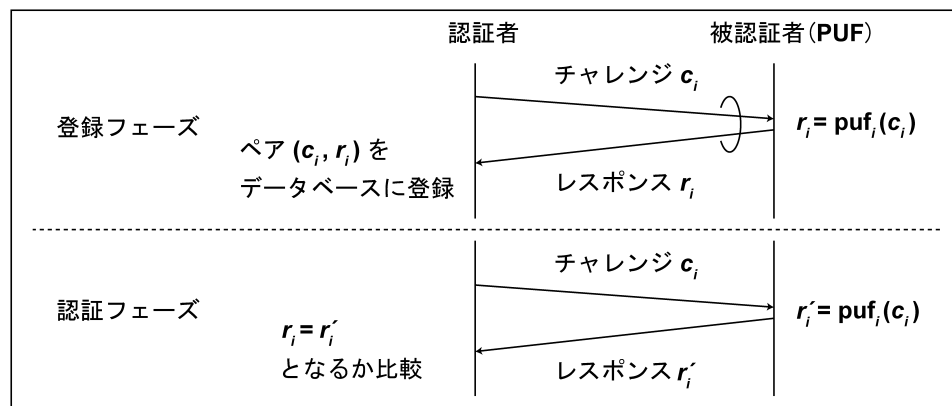 認証者
被認証者（PUF）
チャレンジ c_i
登録フェーズ
r_i = puf_i(c_i)
ペア (c_i, r_i) を
データベースに登録
レスポンス r_i
チャレンジ c_i
認証フェーズ
r_i´ = puf_i(c_i)
r_i = r_i´
となるか比較
レスポンス r_i´